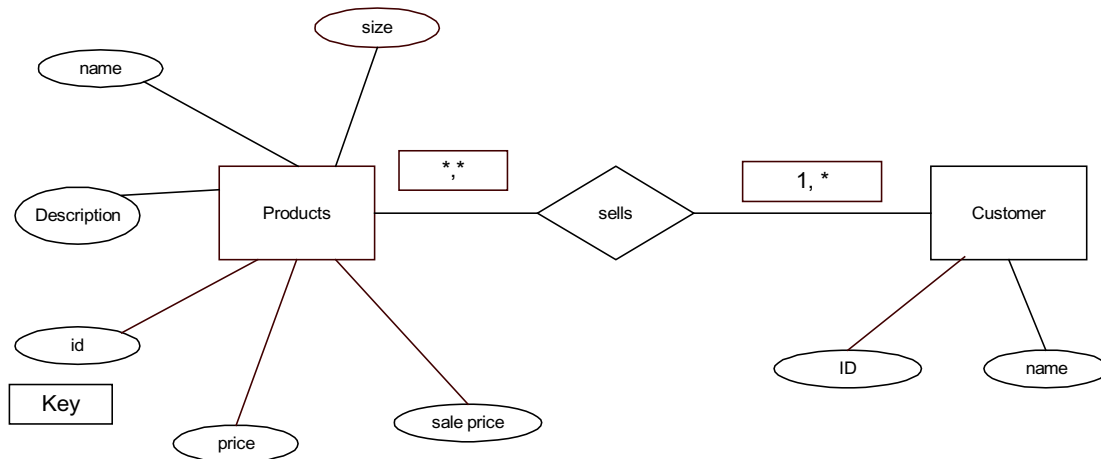 size
name
*,*
1, *
Description
Products
sells
Customer
id
ID
name
Key
sale price
price